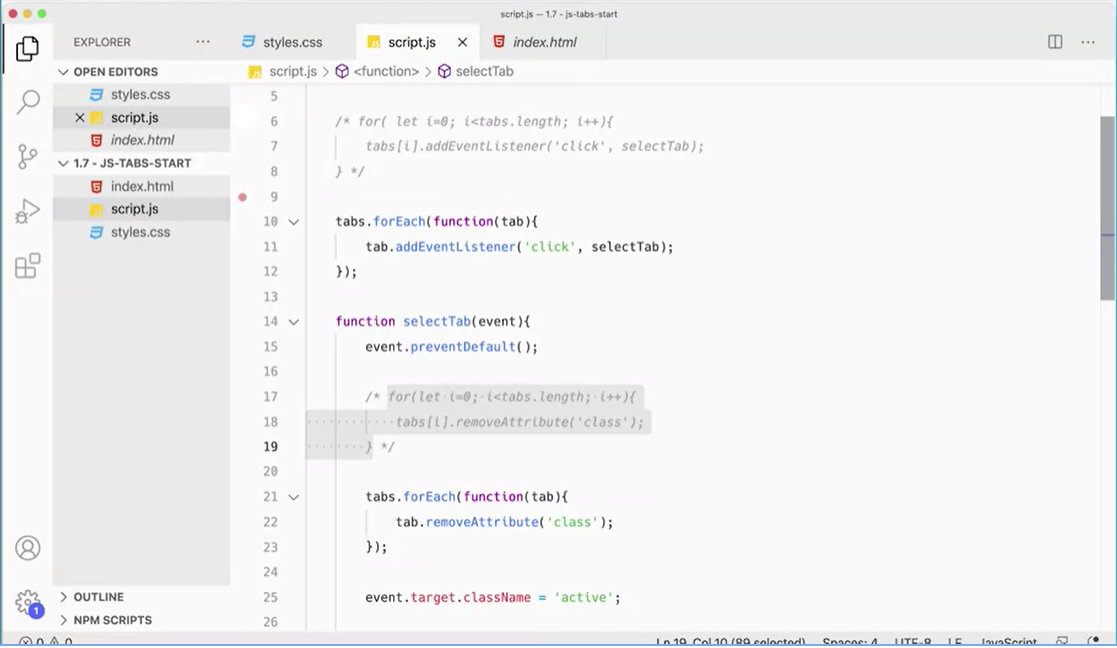 script.js — 1.7 - js-tabs-start
EXPLORER ···
styles.css
script.js
index.html
OPEN EDITORS
styles.css
script.js
index.html
1.7 - JS-TABS-START
index.html
script.js
styles.css
OUTLINE
NPM SCRIPTS
1
script.js > <function> > selectTab
5
6 /* for( let i=0; i<tabs.length; i++){
7 tabs[i].addEventListener('click', selectTab);
8 } */
9
10 tabs.forEach(function(tab){
11 tab.addEventListener('click', selectTab);
12 });
13
14 function selectTab(event){
15 event.preventDefault();
16
17 /* for(let i=0; i<tabs.length; i++){
18 tabs[i].removeAttribute('class');
19 } */
20
21 tabs.forEach(function(tab){
22 tab.removeAttribute('class');
23 });
24
25 event.target.className = 'active';
26
0 0 Ln 19, Col 10 (89 selected) Spaces: 4 UTF-8 LF JavaScript